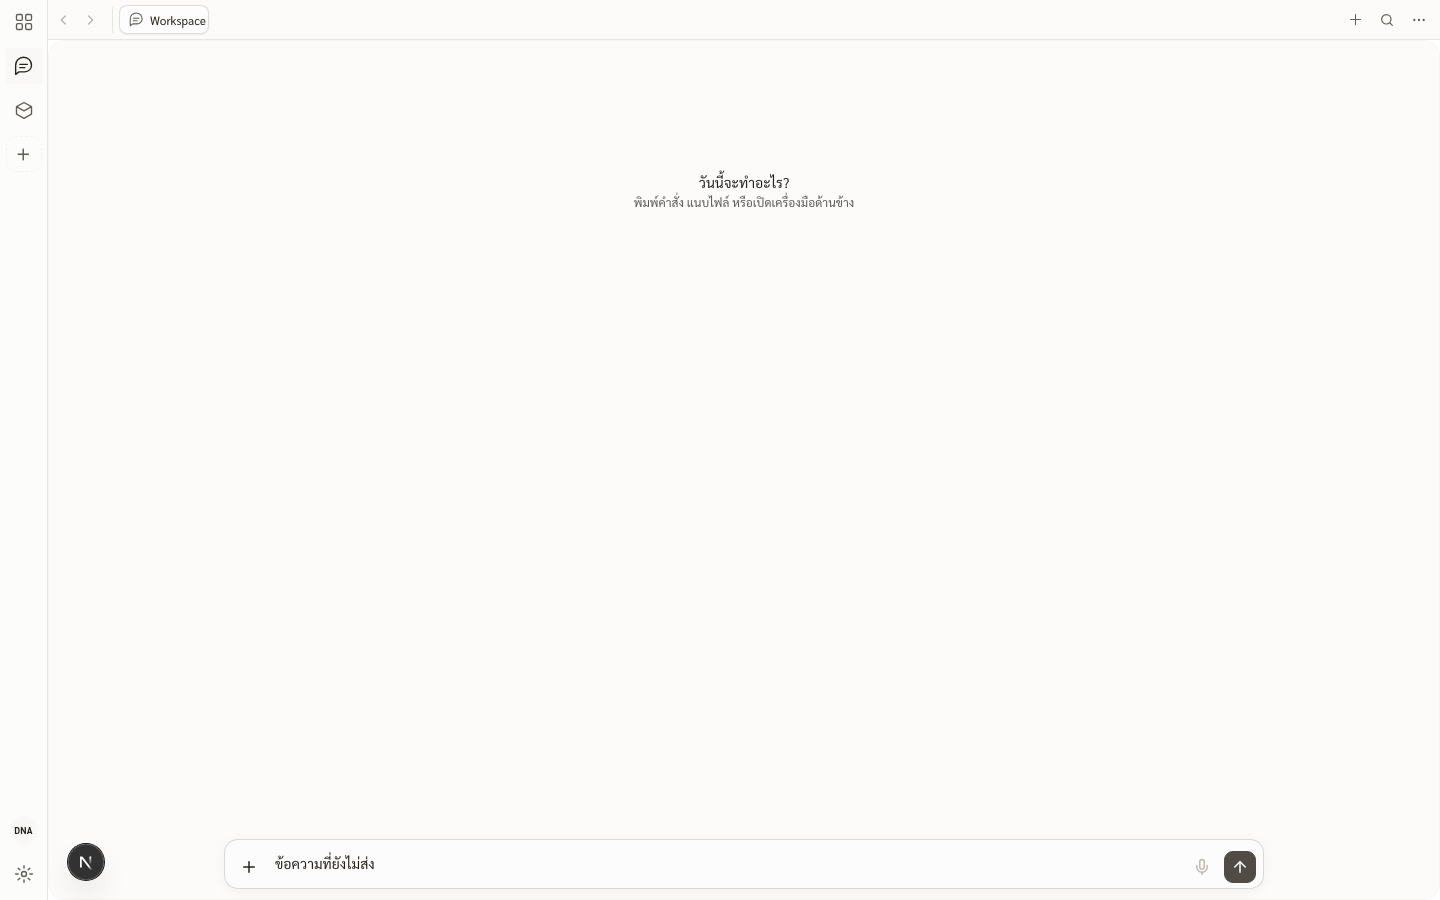 Workspace
วันนี้จะทำอะไร?
พิมพ์คำสั่ง แนบไฟล์ หรือเปิดเครื่องมือด้านข้าง
DNA
N
ข้อความที่ยังไม่ส่ง